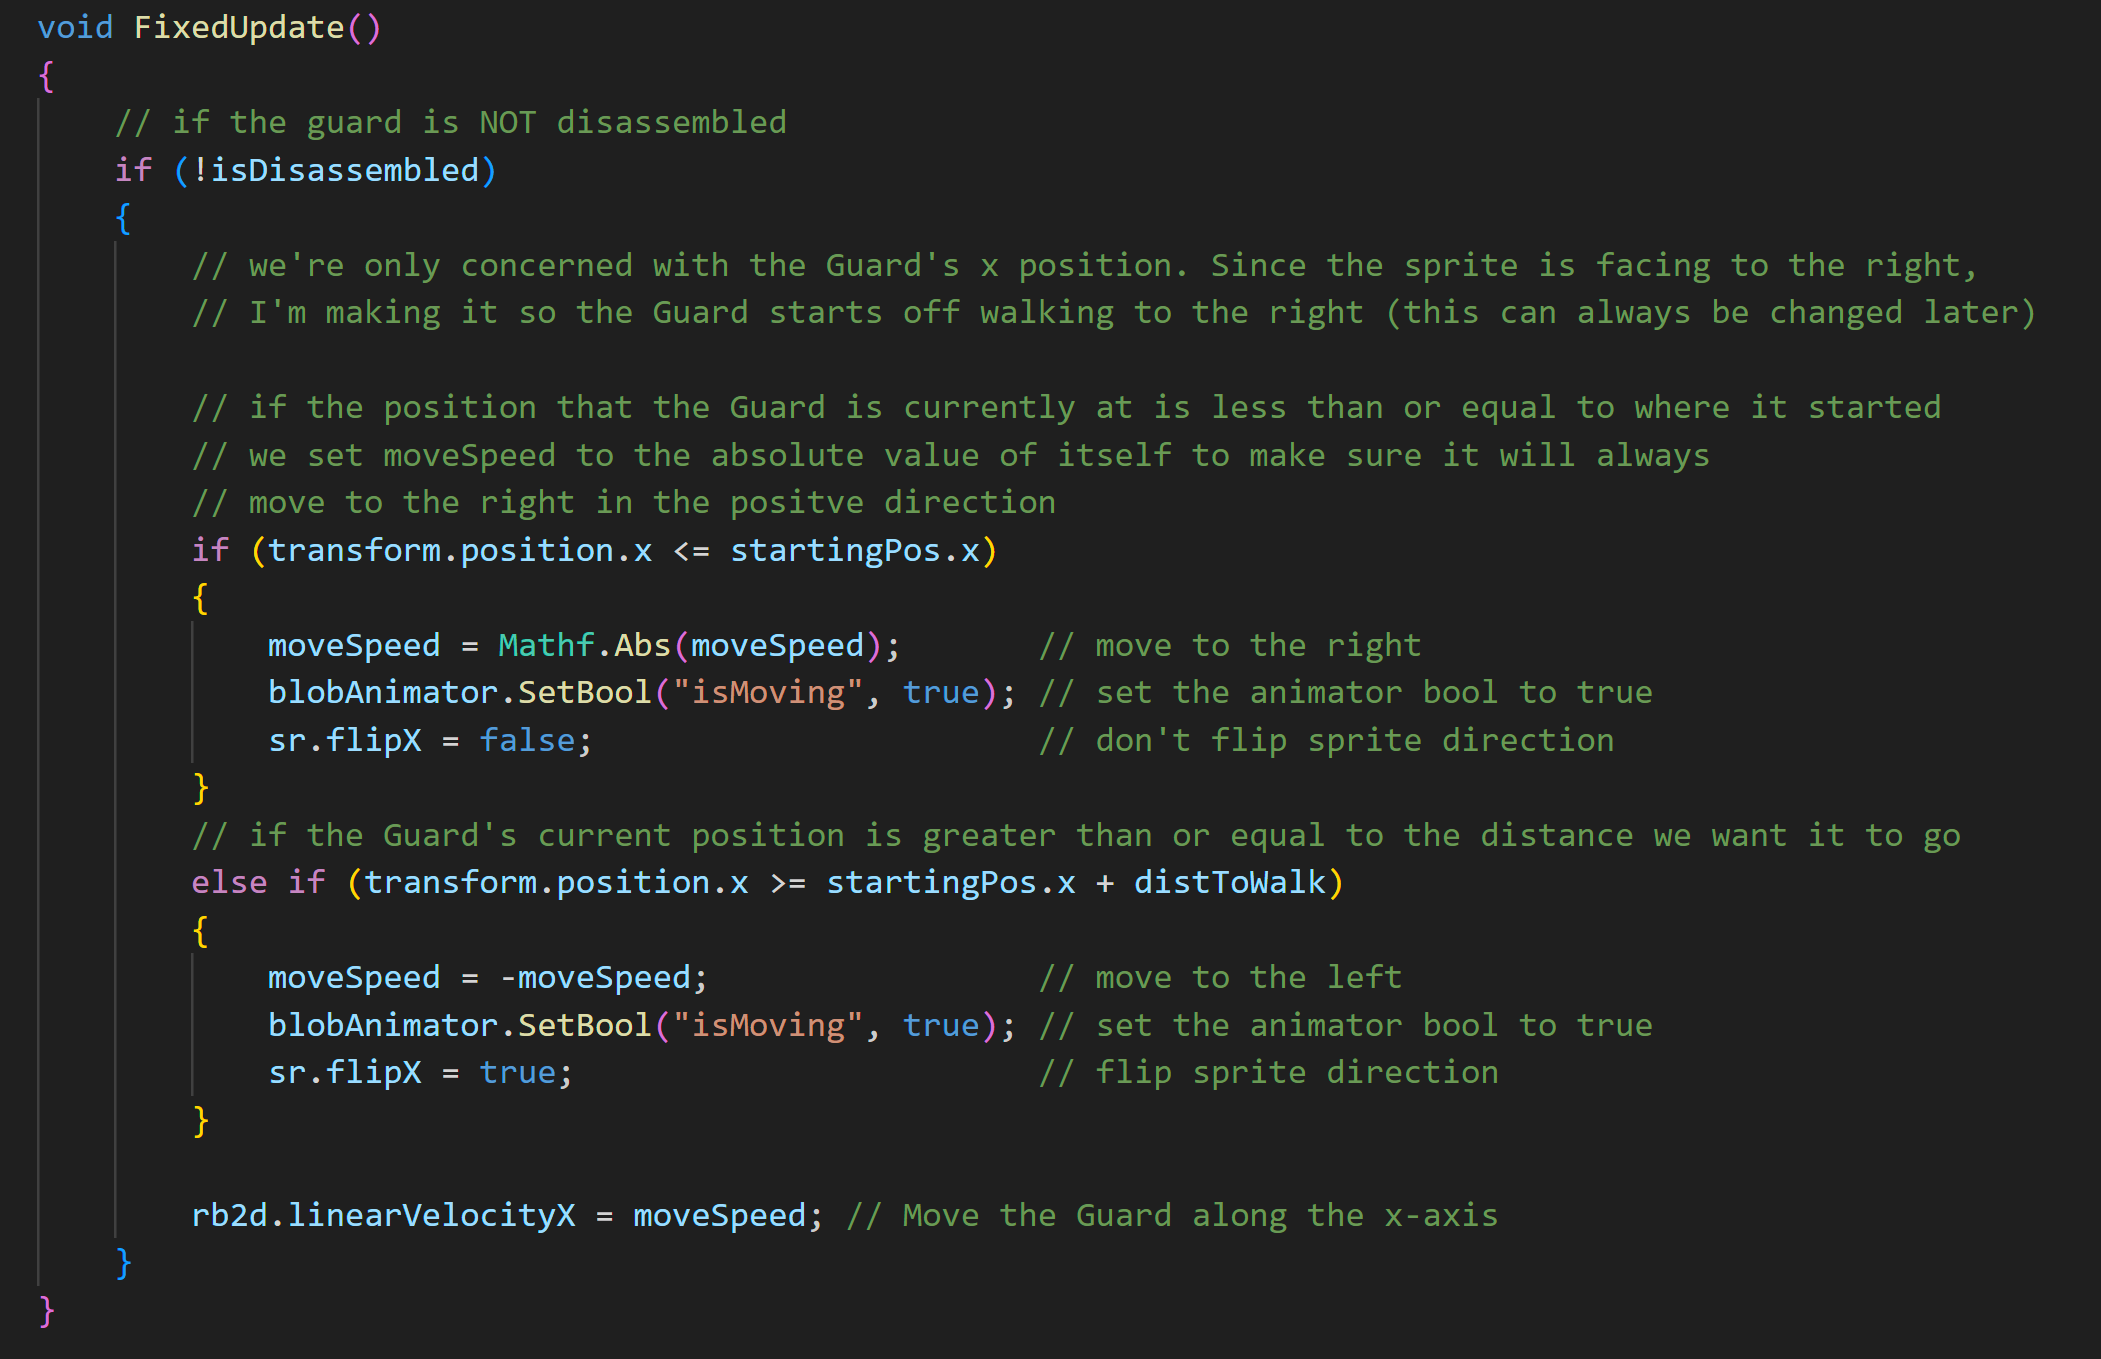 void FixedUpdate()
{
// if the guard is NOT disassembled
if (!isDisassembled)
{
// we're only concerned with the Guard's x position. Since the sprite is facing to the right,
// I'm making it so the Guard starts off walking to the right (this can always be changed later)
// if the position that the Guard is currently at is less than or equal to where it started
// we set moveSpeed to the absolute value of itself to make sure it will always
// move to the right in the positve direction
if (transform.position.x <= startingPos.x)
{
moveSpeed = Mathf.Abs(moveSpeed); // move to the right
blobAnimator.SetBool("isMoving", true); // set the animator bool to true
sr.flipX = false; // don't flip sprite direction
}
// if the Guard's current position is greater than or equal to the distance we want it to go
else if (transform.position.x >= startingPos.x + distToWalk)
{
moveSpeed = -moveSpeed; // move to the left
blobAnimator.SetBool("isMoving", true); // set the animator bool to true
sr.flipX = true; // flip sprite direction
}
rb2d.linearVelocityX = moveSpeed; // Move the Guard along the x-axis
}
}